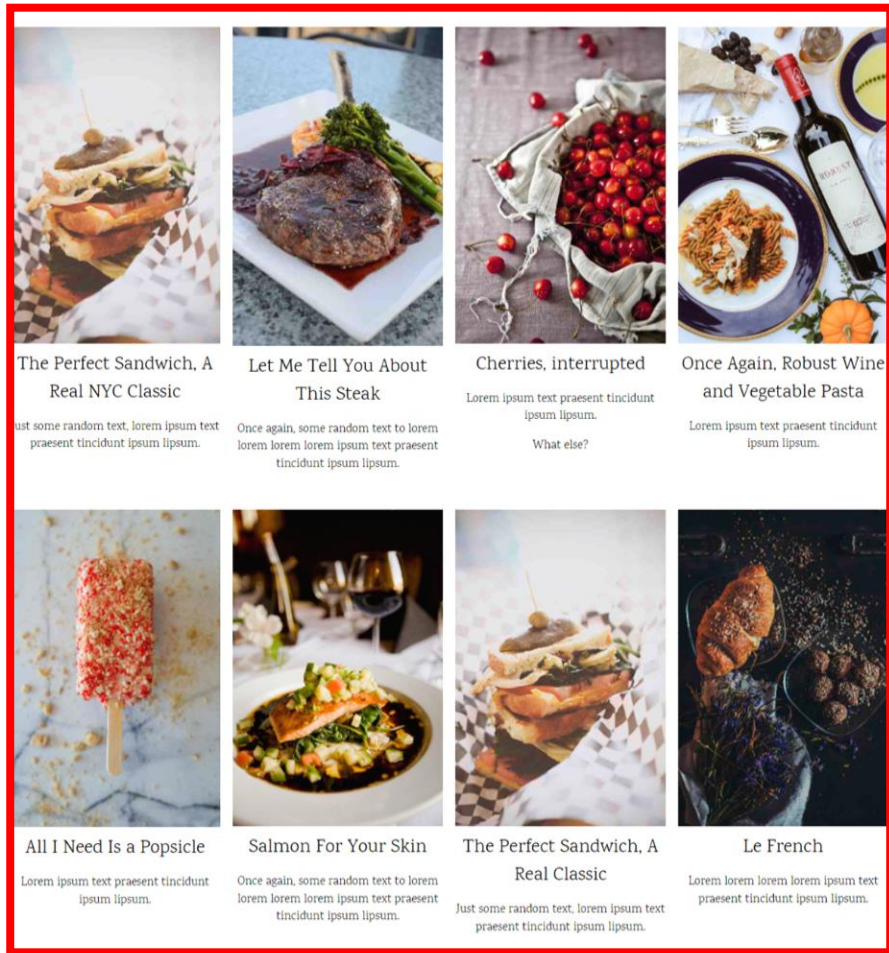 The Perfect Sandwich, A
Real NYC Classic
ust some random text, lorem ipsum text
praesent tincidunt ipsum lipsum.
Let Me Tell You About
This Steak
Once again, some random text to lorem
lorem lorem lorem ipsum text praesent
tincidunt ipsum lipsum.
Cherries, interrupted
Lorem ipsum text praesent tincidunt
ipsum lipsum.
What else?
ROBUST
Once Again, Robust Wine
and Vegetable Pasta
Lorem ipsum text praesent tincidunt
ipsum lipsum.
All I Need Is a Popsicle
Lorem ipsum text praesent tincidunt
ipsum lipsum.
Salmon For Your Skin
Once again, some random text to lorem
lorem lorem lorem ipsum text praesent
tincidunt ipsum lipsum.
The Perfect Sandwich, A
Real Classic
Just some random text, lorem ipsum text
praesent tincidunt ipsum lipsum.
Le French
Lorem lorem lorem lorem ipsum text
praesent tincidunt ipsum lipsum.